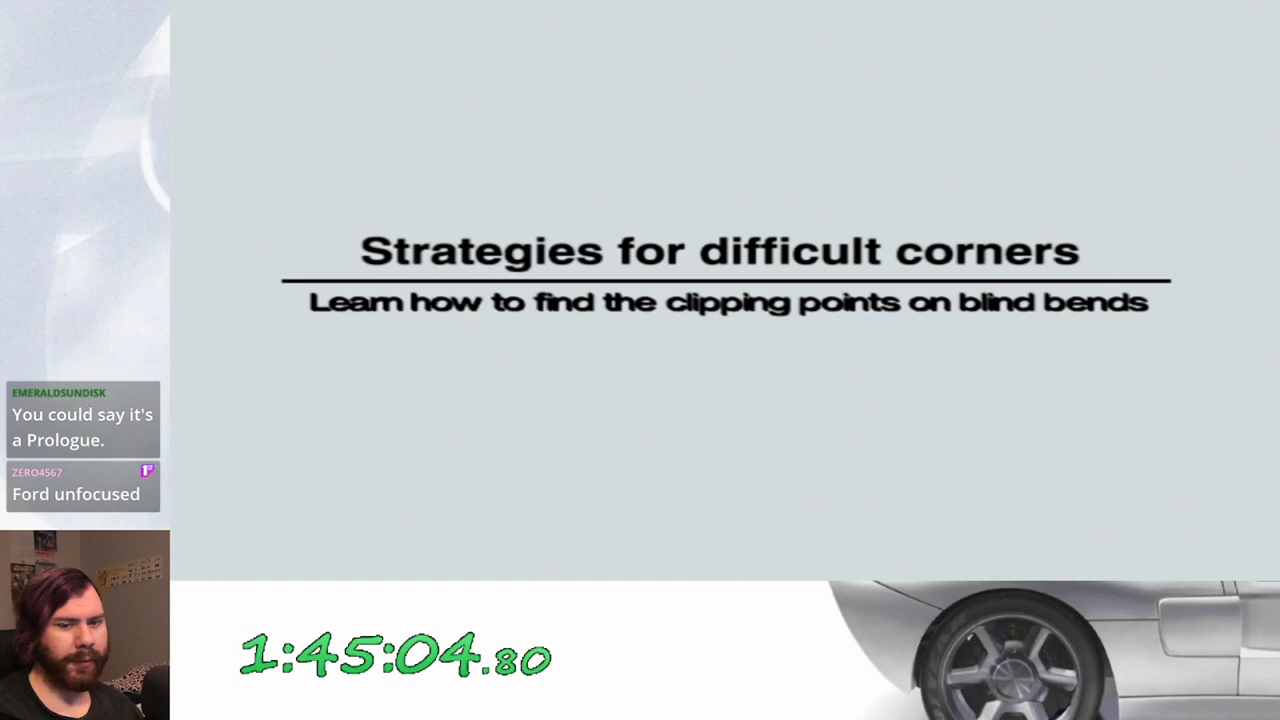 Strategies for difficult corners
Learn how to find the clipping points on blind bends
EMERALDSUNDISK
You could say it's
a Prologue.
ZERO4567
Ford unfocused
1:45:04.80